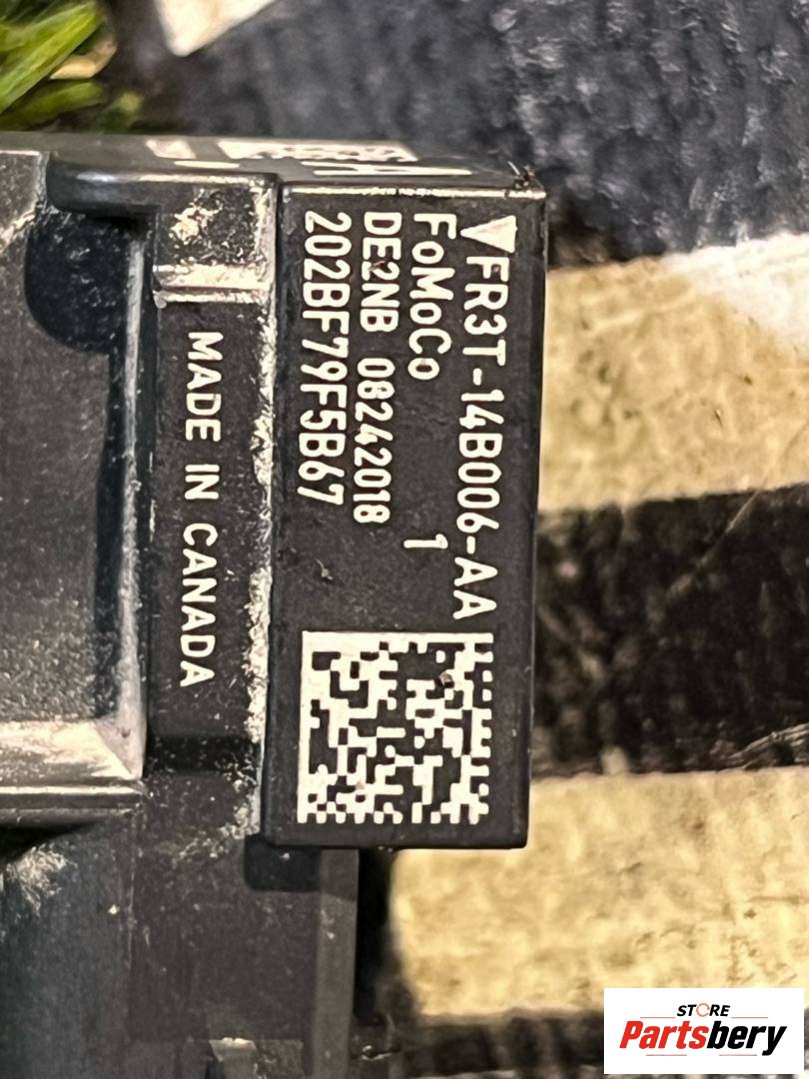 FR3T-14B006-AA
FoMoCo 1
DE2NB 08242018
202BF79F5B67
MADE IN CANADA
STORE
Partsbery